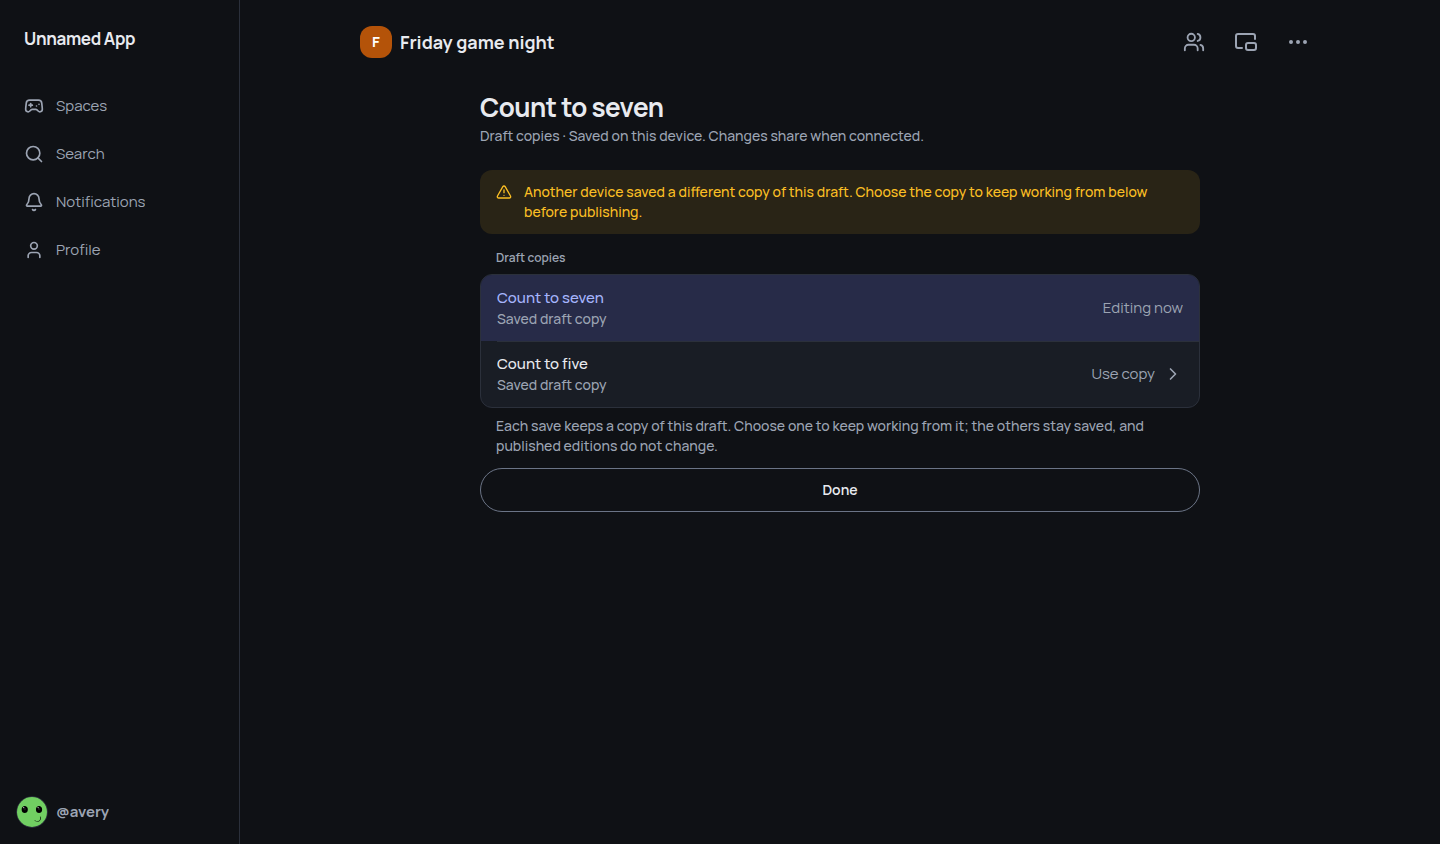 Unnamed App
Spaces
Search
Notifications
Profile
@avery
F
Friday game night
Count to seven
Draft copies · Saved on this device. Changes share when connected.
Another device saved a different copy of this draft. Choose the copy to keep working from below
before publishing.
Draft copies
Count to seven
Saved draft copy
Editing now
Count to five
Saved draft copy
Use copy
Each save keeps a copy of this draft. Choose one to keep working from it; the others stay saved, and
published editions do not change.
Done